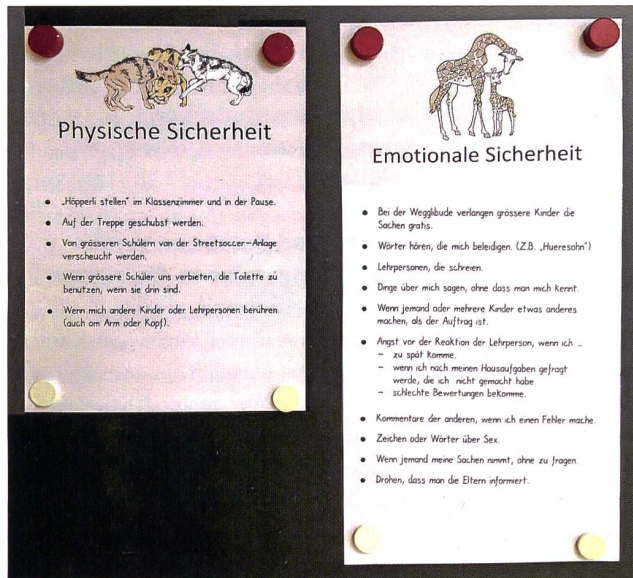 Physische Sicherheit
• „Höpperli stellen" im Klassenzimmer und in der Pause.
• Auf der Treppe geschubst werden.
• Von grösseren Schülern von der Streetsoccer-Anlage
verscheucht werden.
• Wenn grössere Schüler uns verbieten, die Toilette zu
benutzen, wenn sie drin sind.
• Wenn mich andere Kinder oder Lehrpersonen berühren
(auch am Arm oder Kopf).
Emotionale Sicherheit
• Bei der Wegglibude verlangen grössere Kinder die
Sachen gratis.
• Wörter hören, die mich beleidigen. (Z.B. „Hueresohn")
• Lehrpersonen, die schreien.
• Dinge über mich sagen, ohne dass man mich kennt.
• Wenn jemand oder mehrere Kinder etwas anderes
machen, als der Auftrag ist.
• Angst vor der Reaktion der Lehrperson, wenn ich …
– zu spät komme.
– wenn ich nach meinen Hausaufgaben gefragt
werde, die ich nicht gemacht habe
– schlechte Bewertungen bekomme.
• Kommentare der anderen, wenn ich einen Fehler mache.
• Zeichen oder Wörter über Sex.
• Wenn jemand meine Sachen nimmt, ohne zu fragen.
• Drohen, dass man die Eltern informiert.